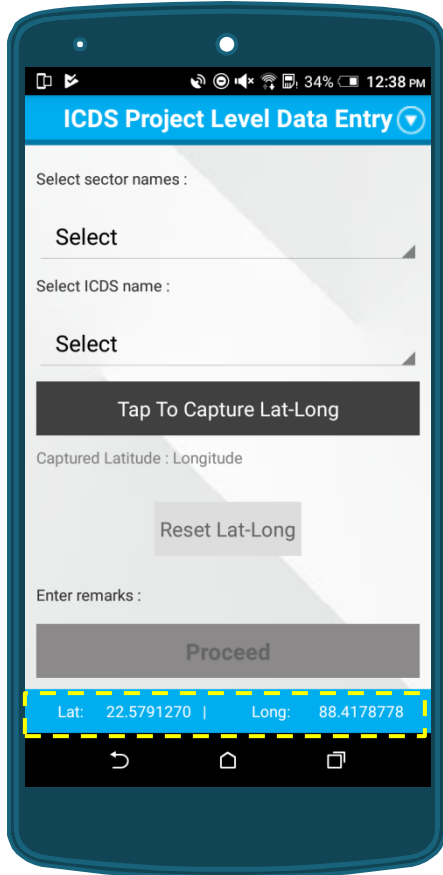 34% 12:38 PM
ICDS Project Level Data Entry
Select sector names :
Select
Select ICDS name :
Select
Tap To Capture Lat-Long
Captured Latitude : Longitude
Reset Lat-Long
Enter remarks :
Proceed
Lat: 22.5791270 | Long: 88.4178778